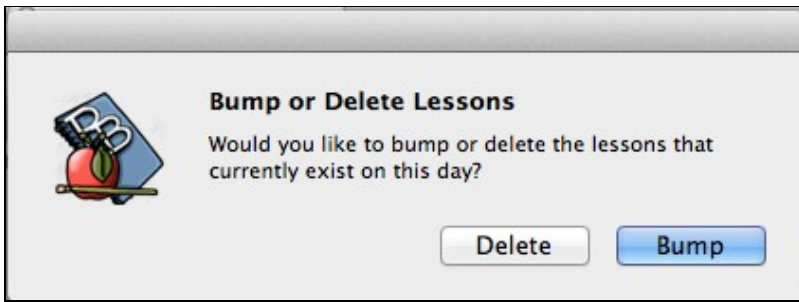 Bump or Delete Lessons
Would you like to bump or delete the lessons that
currently exist on this day?
Delete Bump